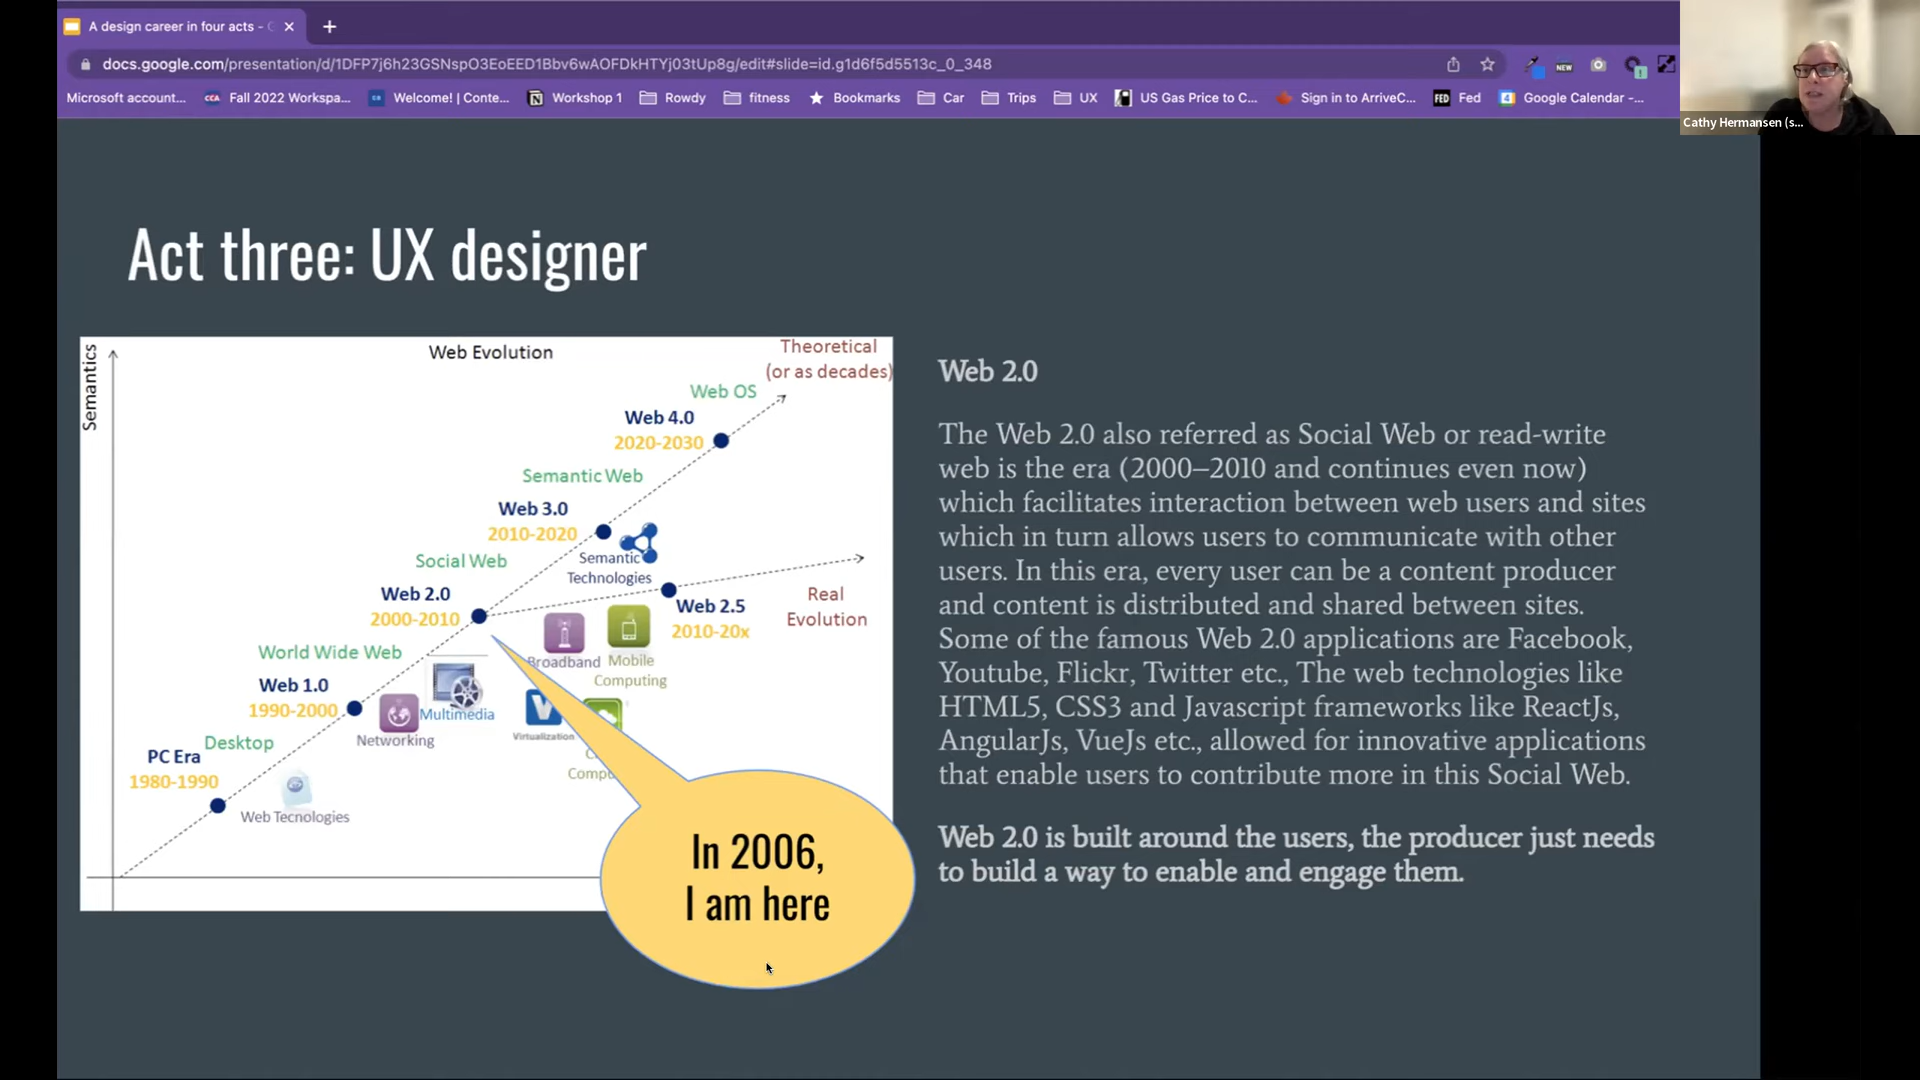 A design career in four acts -
docs.google.com/presentation/d/1DFP7j6h23GSNspO3EoEED1Bbv6wAOFDkHTYj03tUp8g/edit#slide=id.g1d6f5d5513c_0_348
NEW
Microsoft account...
CCA
Fall 2022 Workspa...
Welcome! | Conte...
Workshop 1
Rowdy
fitness
Bookmarks
Car
Trips
UX
US Gas Price to C...
Sign in to ArriveC...
FED
Fed
4
Google Calendar -...
Cathy Hermansen (s...
Act three: UX designer
Semantics
Web Evolution
Theoretical
(or as decades)
Web OS
Web 4.0
2020-2030
Semantic Web
Web 3.0
2010-2020
Semantic
Technologies
Social Web
Web 2.0
2000-2010
Real
Evolution
Web 2.5
2010-20x
Broadband
Mobile
Computing
World Wide Web
Web 1.0
1990-2000
Multimedia
Networking
Virtualization
Desktop
PC Era
1980-1990
Web Tecnologies
In 2006,
I am here
Web 2.0
The Web 2.0 also referred as Social Web or read-write
web is the era (2000–2010 and continues even now)
which facilitates interaction between web users and sites
which in turn allows users to communicate with other
users. In this era, every user can be a content producer
and content is distributed and shared between sites.
Some of the famous Web 2.0 applications are Facebook,
Youtube, Flickr, Twitter etc., The web technologies like
HTML5, CSS3 and Javascript frameworks like ReactJs,
AngularJs, VueJs etc., allowed for innovative applications
that enable users to contribute more in this Social Web.
Web 2.0 is built around the users, the producer just needs
to build a way to enable and engage them.